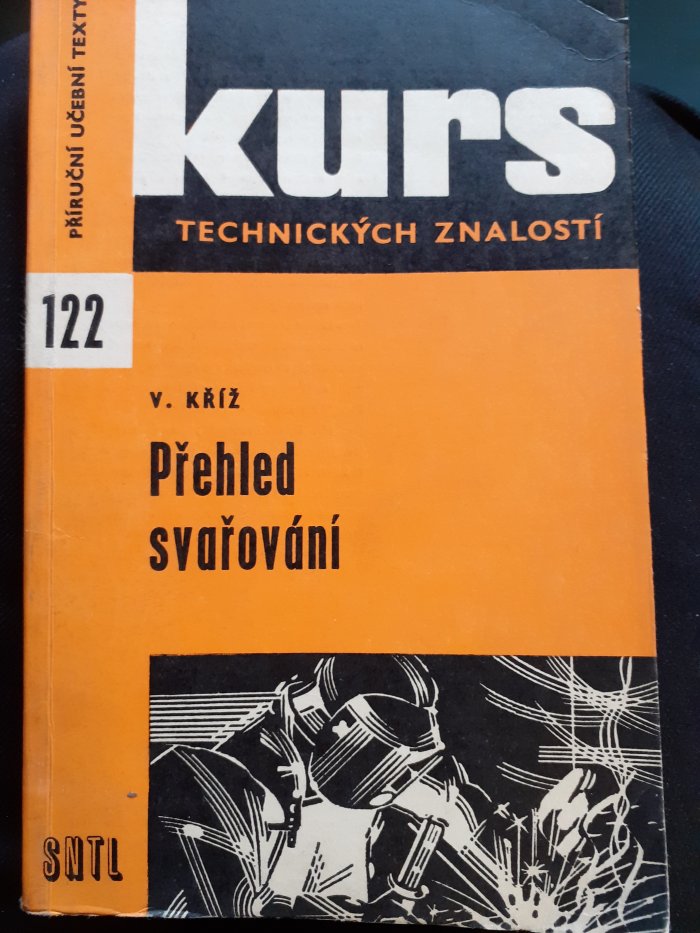 PŘÍRUČNÍ UČEBNÍ TEXTY
kurs
TECHNICKÝCH ZNALOSTÍ
122
V. KŘÍŽ
Přehled
svařování
SNTL